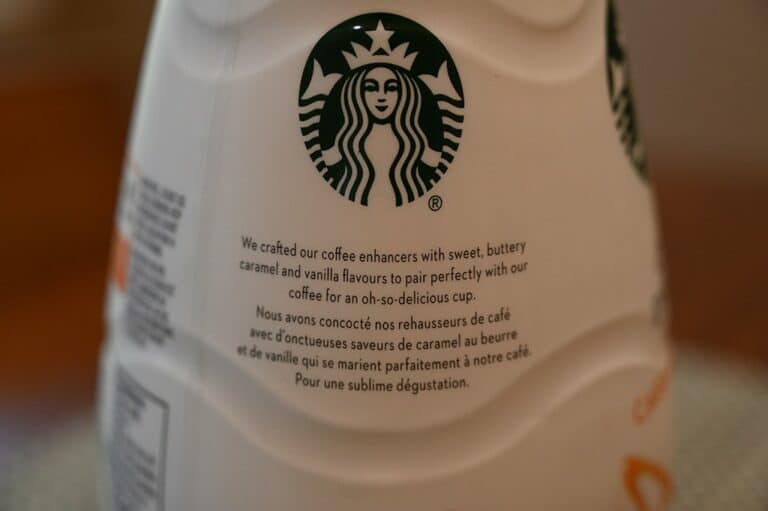 ®
We crafted our coffee enhancers with sweet, buttery
caramel and vanilla flavours to pair perfectly with our
coffee for an oh-so-delicious cup.
Nous avons concocté nos rehausseurs de café
avec d'onctueuses saveurs de caramel au beurre
et de vanille qui se marient parfaitement à notre café.
Pour une sublime dégustation.